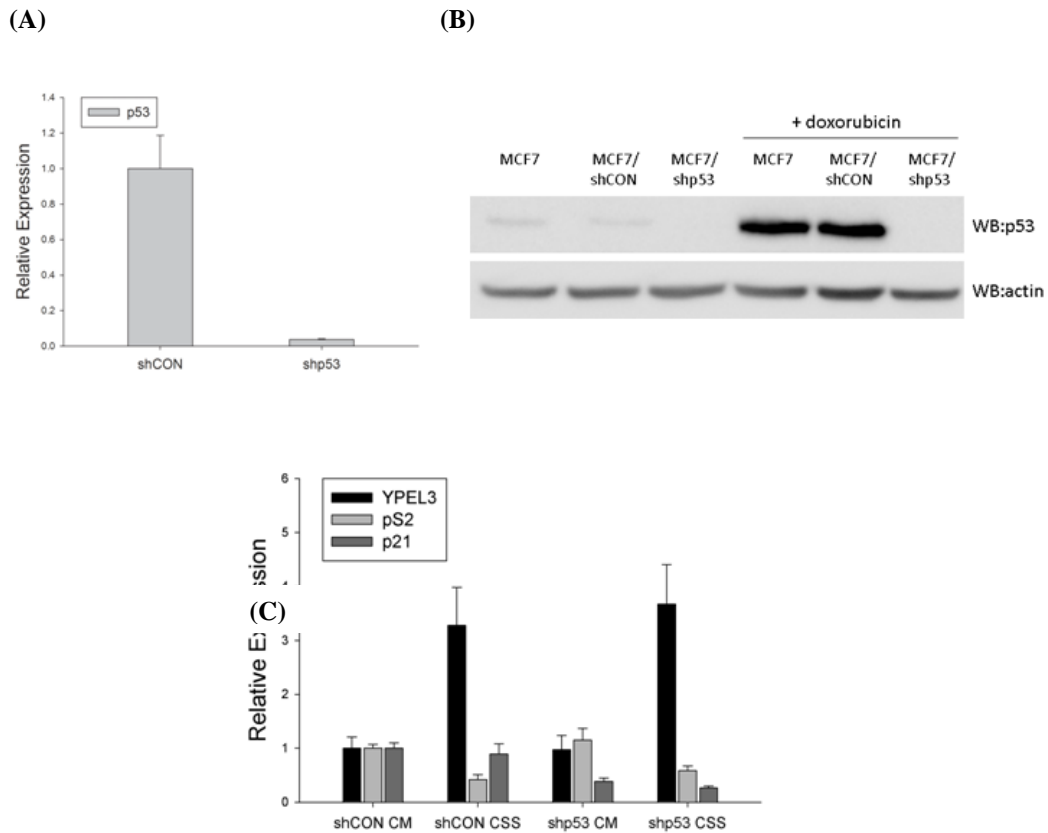 (A)
(B)
1.4
1.2
1.0
0.8
0.6
0.4
0.2
0.0
Relative Expression
p53
shCON
shp53
+ doxorubicin
MCF7
MCF7/
shCON
MCF7/
shp53
MCF7
MCF7/
shCON
MCF7/
shp53
WB:p53
WB:actin
6
5
3
2
1
0
YPEL3
pS2
p21
(C)
Relative
shCON CM
shCON CSS
shp53 CM
shp53 CSS